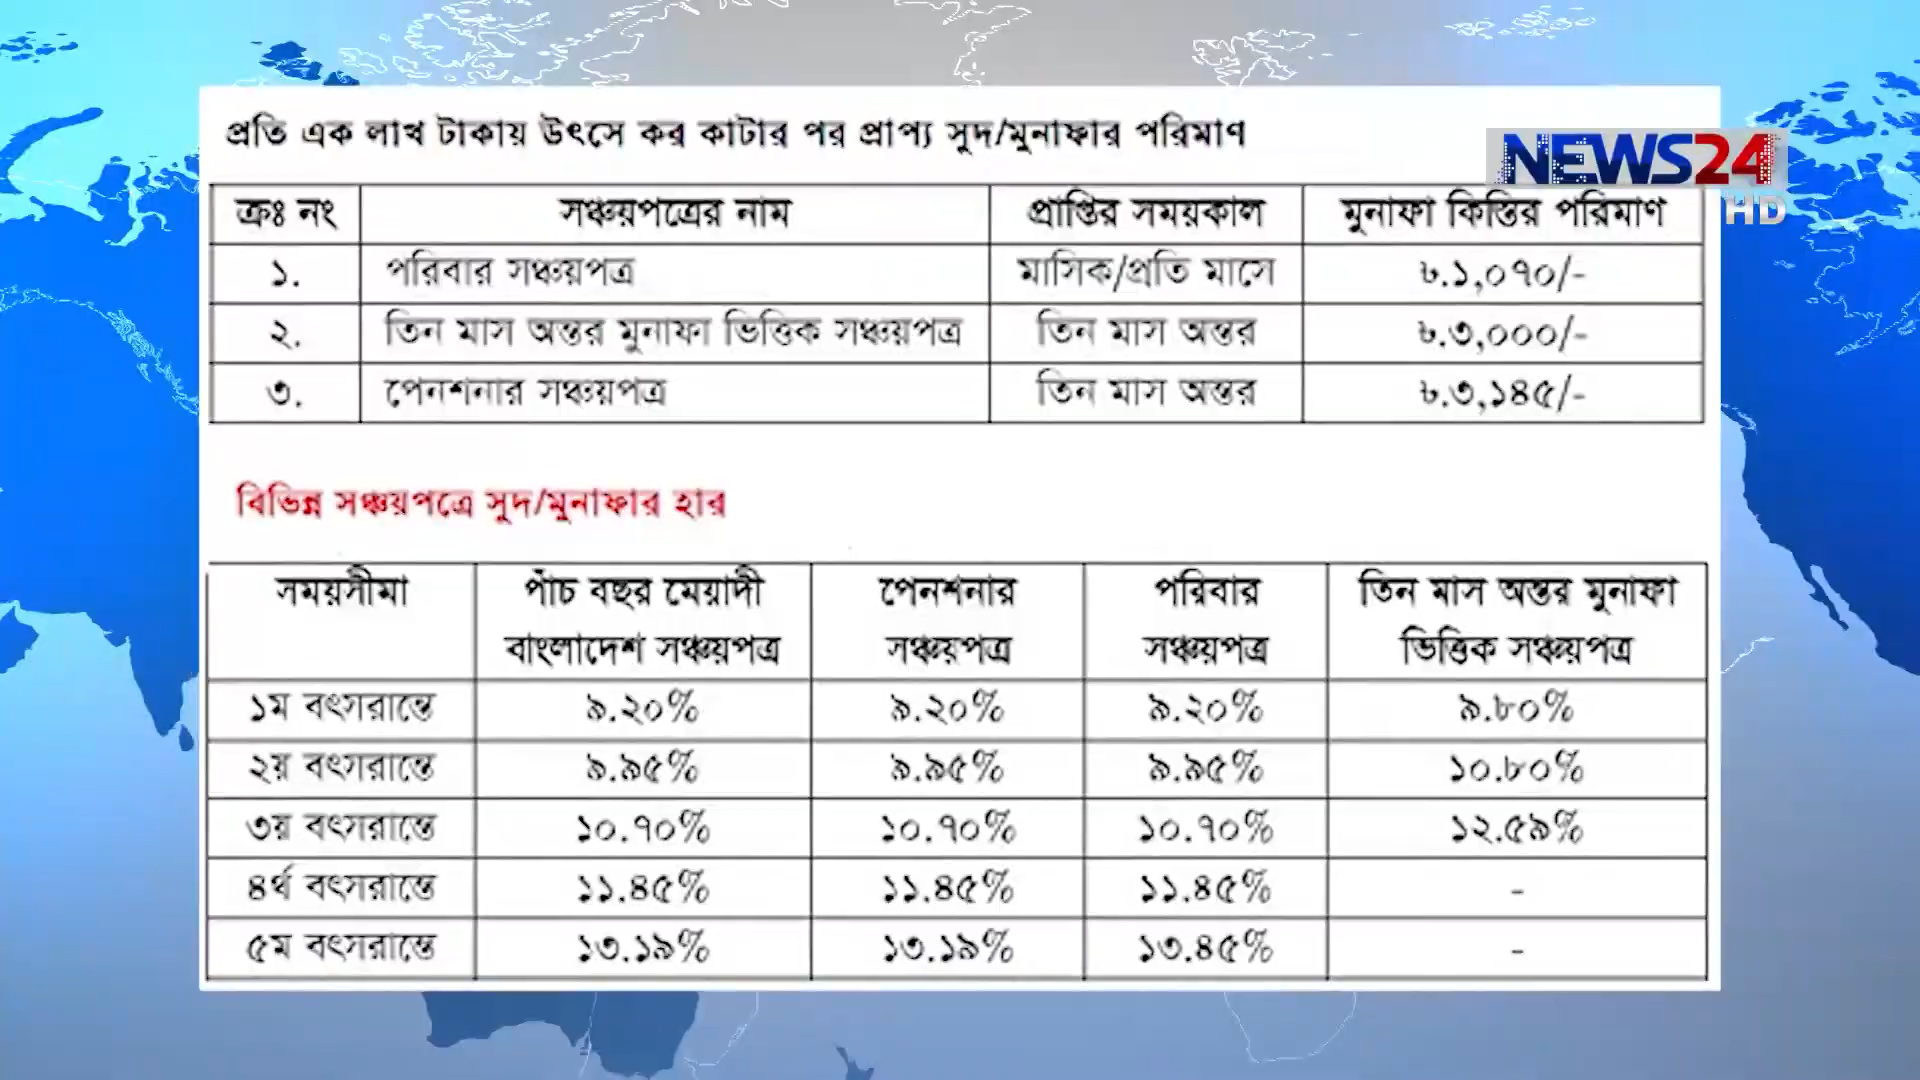 প্রতি এক লাখ টাকায় উৎসে কর কাটার পর প্রাপ্য সুদ/মুনাফার পরিমাণ
NEWS24
HD
ক্রঃ নং সঞ্চয়পত্রের নাম প্রাপ্তির সময়কাল মুনাফা কিস্তির পরিমাণ
১. পরিবার সঞ্চয়পত্র মাসিক/প্রতি মাসে ৳.১,০৭০/-
২. তিন মাস অন্তর মুনাফা ভিত্তিক সঞ্চয়পত্র তিন মাস অন্তর ৳.৩,০০০/-
৩. পেনশনার সঞ্চয়পত্র তিন মাস অন্তর ৳.৩,১৪৫/-
বিভিন্ন সঞ্চয়পত্রে সুদ/মুনাফার হার
সময়সীমা পাঁচ বছর মেয়াদী পেনশনার পরিবার তিন মাস অন্তর মুনাফা
বাংলাদেশ সঞ্চয়পত্র সঞ্চয়পত্র সঞ্চয়পত্র ভিত্তিক সঞ্চয়পত্র
১ম বৎসরান্তে ৯.২০% ৯.২০% ৯.২০% ৯.৮০%
২য় বৎসরান্তে ৯.৯৫% ৯.৯৫% ৯.৯৫% ১০.৮০%
৩য় বৎসরান্তে ১০.৭০% ১০.৭০% ১০.৭০% ১২.৫৯%
৪র্থ বৎসরান্তে ১১.৪৫% ১১.৪৫% ১১.৪৫% -
৫ম বৎসরান্তে ১৩.১৯% ১৩.১৯% ১৩.৪৫% -